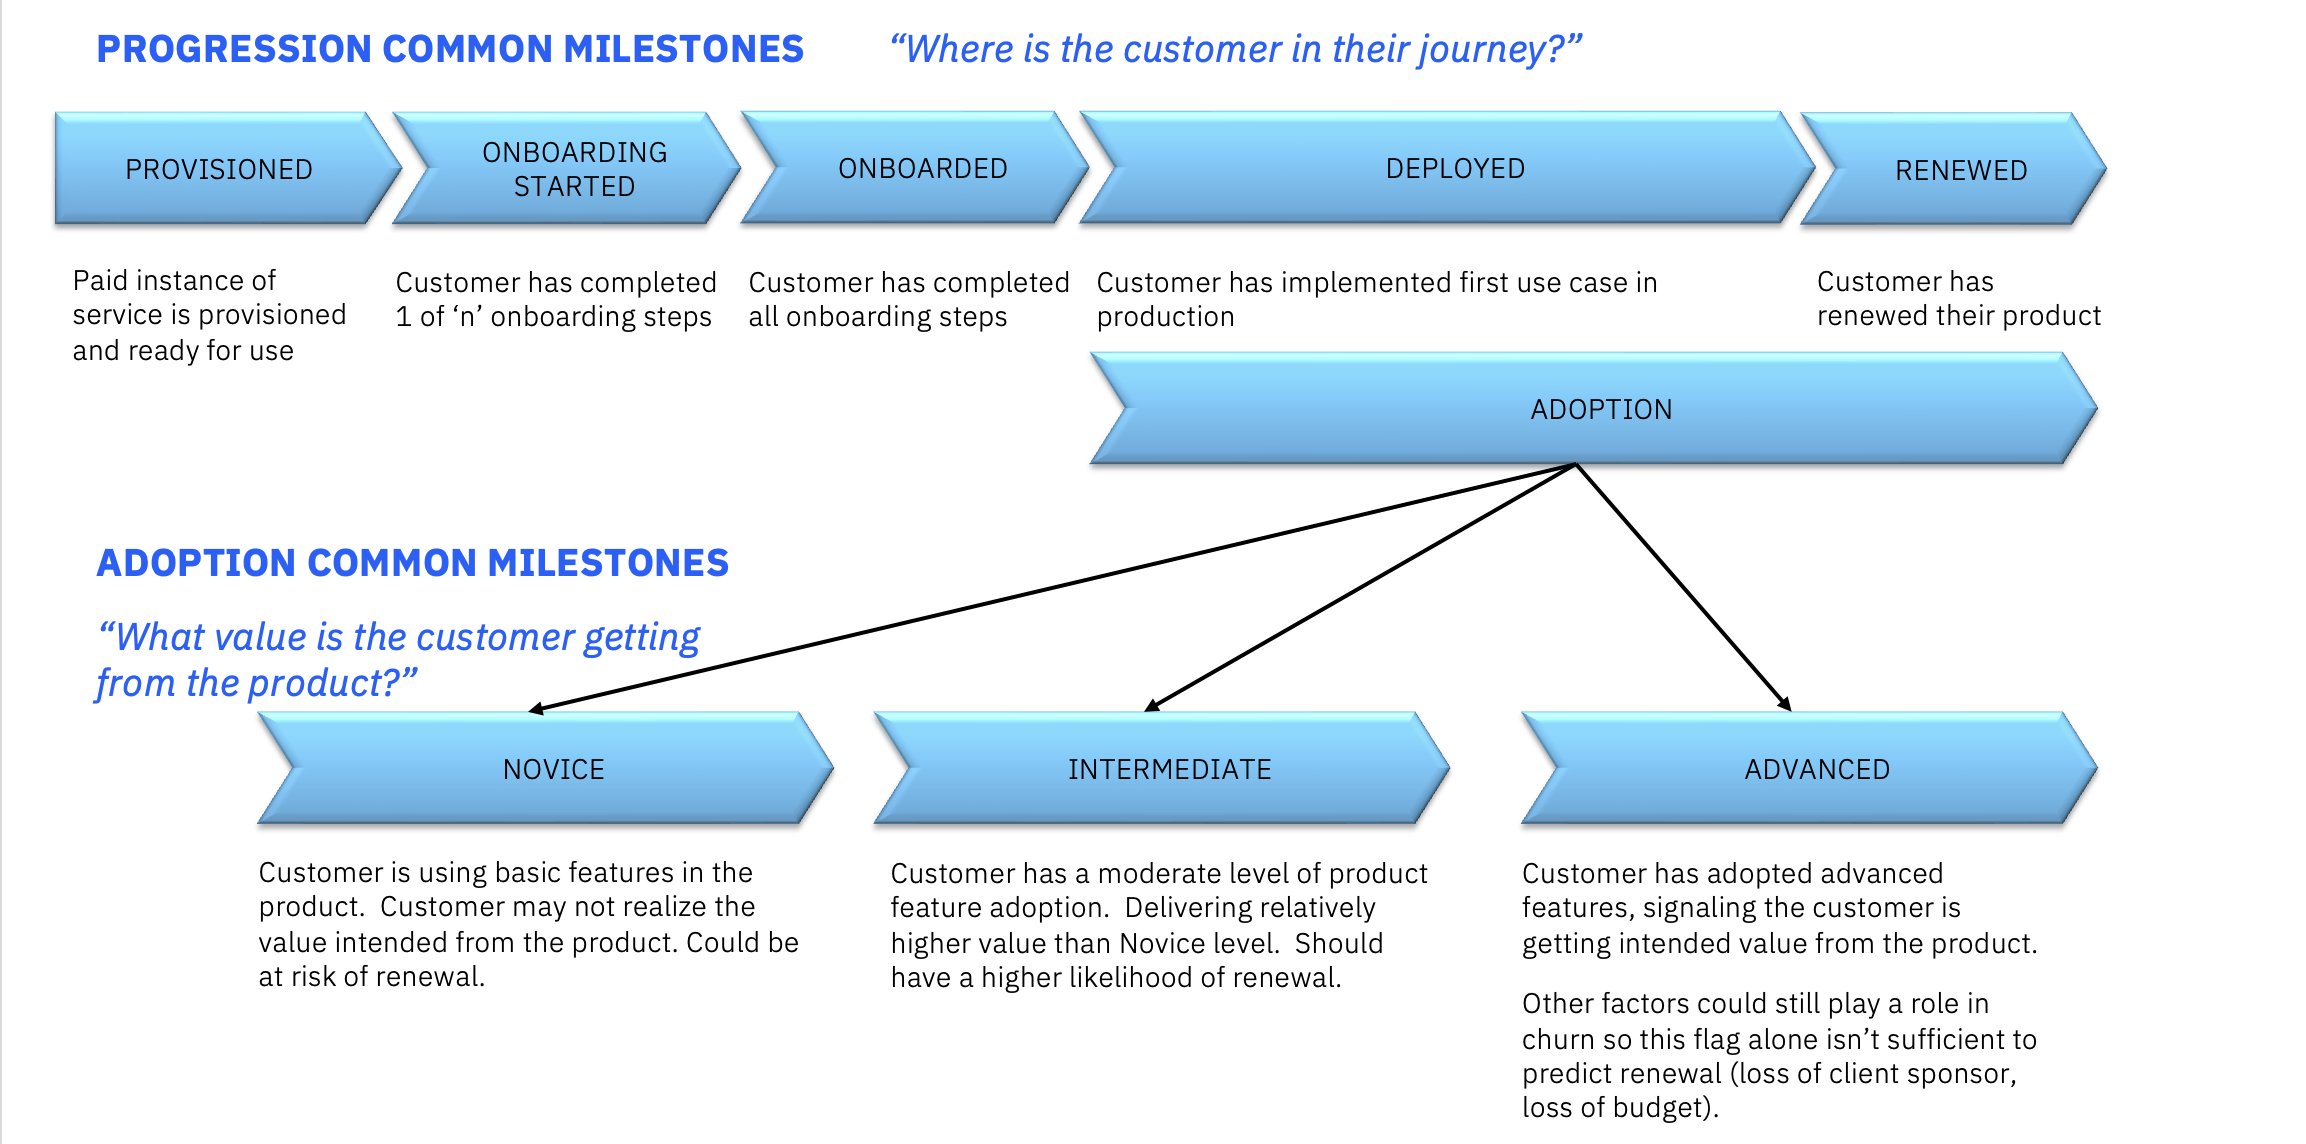 PROGRESSION COMMON MILESTONES
“Where is the customer in their journey?”
PROVISIONED
ONBOARDING
STARTED
ONBOARDED
DEPLOYED
RENEWED
Paid instance of
service is provisioned
and ready for use
Customer has completed
1 of ‘n’ onboarding steps
Customer has completed
all onboarding steps
Customer has implemented first use case in
production
Customer has
renewed their product
ADOPTION
ADOPTION COMMON MILESTONES
“What value is the customer getting
from the product?”
NOVICE
INTERMEDIATE
ADVANCED
Customer is using basic features in the
product.  Customer may not realize the
value intended from the product. Could be
at risk of renewal.
Customer has a moderate level of product
feature adoption.  Delivering relatively
higher value than Novice level.  Should
have a higher likelihood of renewal.
Customer has adopted advanced
features, signaling the customer is
getting intended value from the product.
Other factors could still play a role in
churn so this flag alone isn’t sufficient to
predict renewal (loss of client sponsor,
loss of budget).